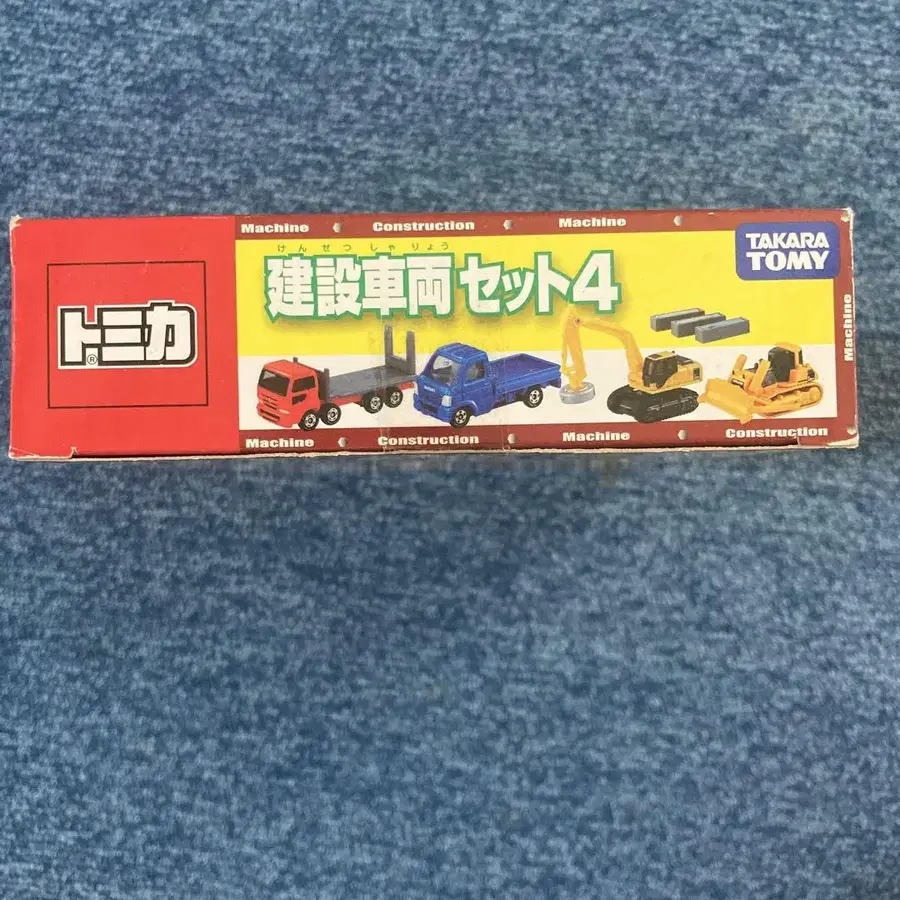 Machine Construction Machine
けんせつしゃりょう
建設車両セット4
TAKARA
TOMY
トミカ
®
Machine
SUZUKI
Machine Construction Machine Construction